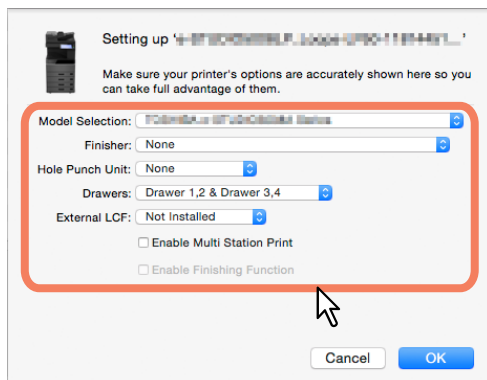 Setting up '
Make sure your printer's options are accurately shown here so you
can take full advantage of them.
Model Selection:
Finisher: None
Hole Punch Unit: None
Drawers: Drawer 1,2 & Drawer 3,4
External LCF: Not Installed
Enable Multi Station Print
Enable Finishing Function
Cancel OK